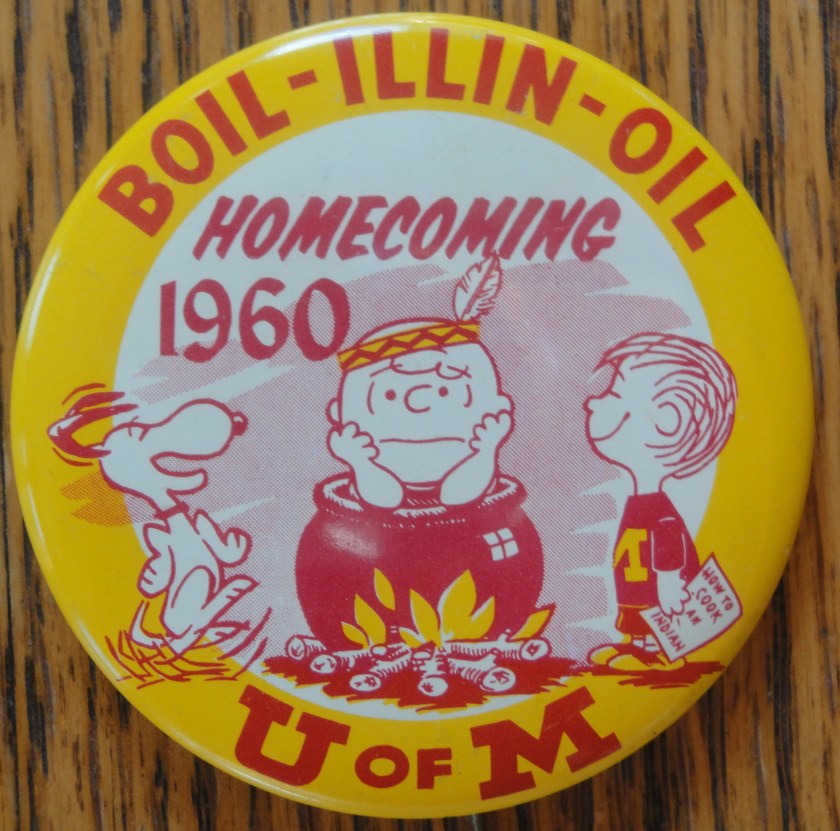 BOIL-ILLIN-OIL
HOMECOMING
1960
M
HOW TO
COOK
AN
INDIAN
U OF M